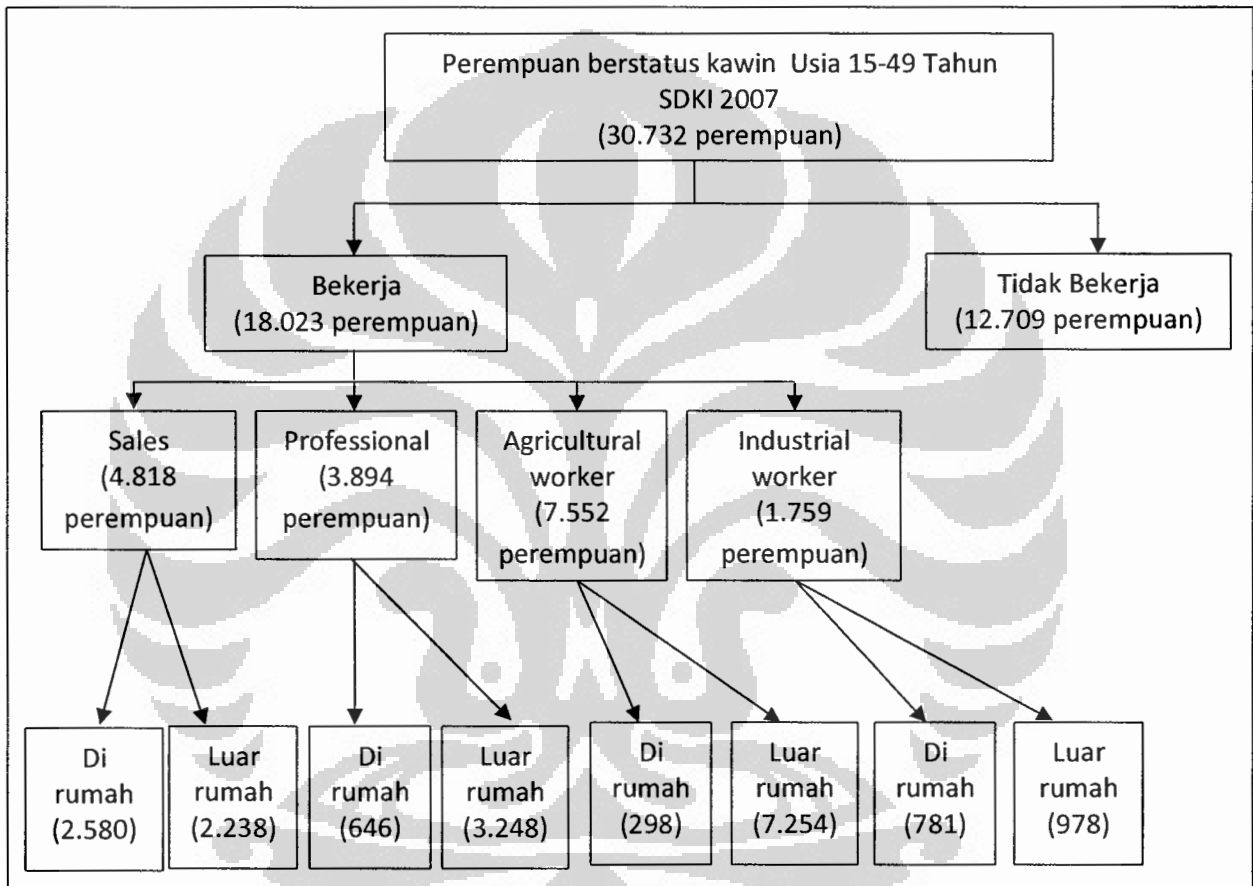 Perempuan berstatus kawin Usia 15-49 Tahun
SDKI 2007
(30.732 perempuan)
Bekerja
(18.023 perempuan)
Tidak Bekerja
(12.709 perempuan)
Sales
(4.818
perempuan)
Professional
(3.894
perempuan)
Agricultural
worker
(7.552
perempuan)
Industrial
worker
(1.759
perempuan)
Di
rumah
(2.580)
Luar
rumah
(2.238)
Di
rumah
(646)
Luar
rumah
(3.248)
Di
rumah
(298)
Luar
rumah
(7.254)
Di
rumah
(781)
Luar
rumah
(978)